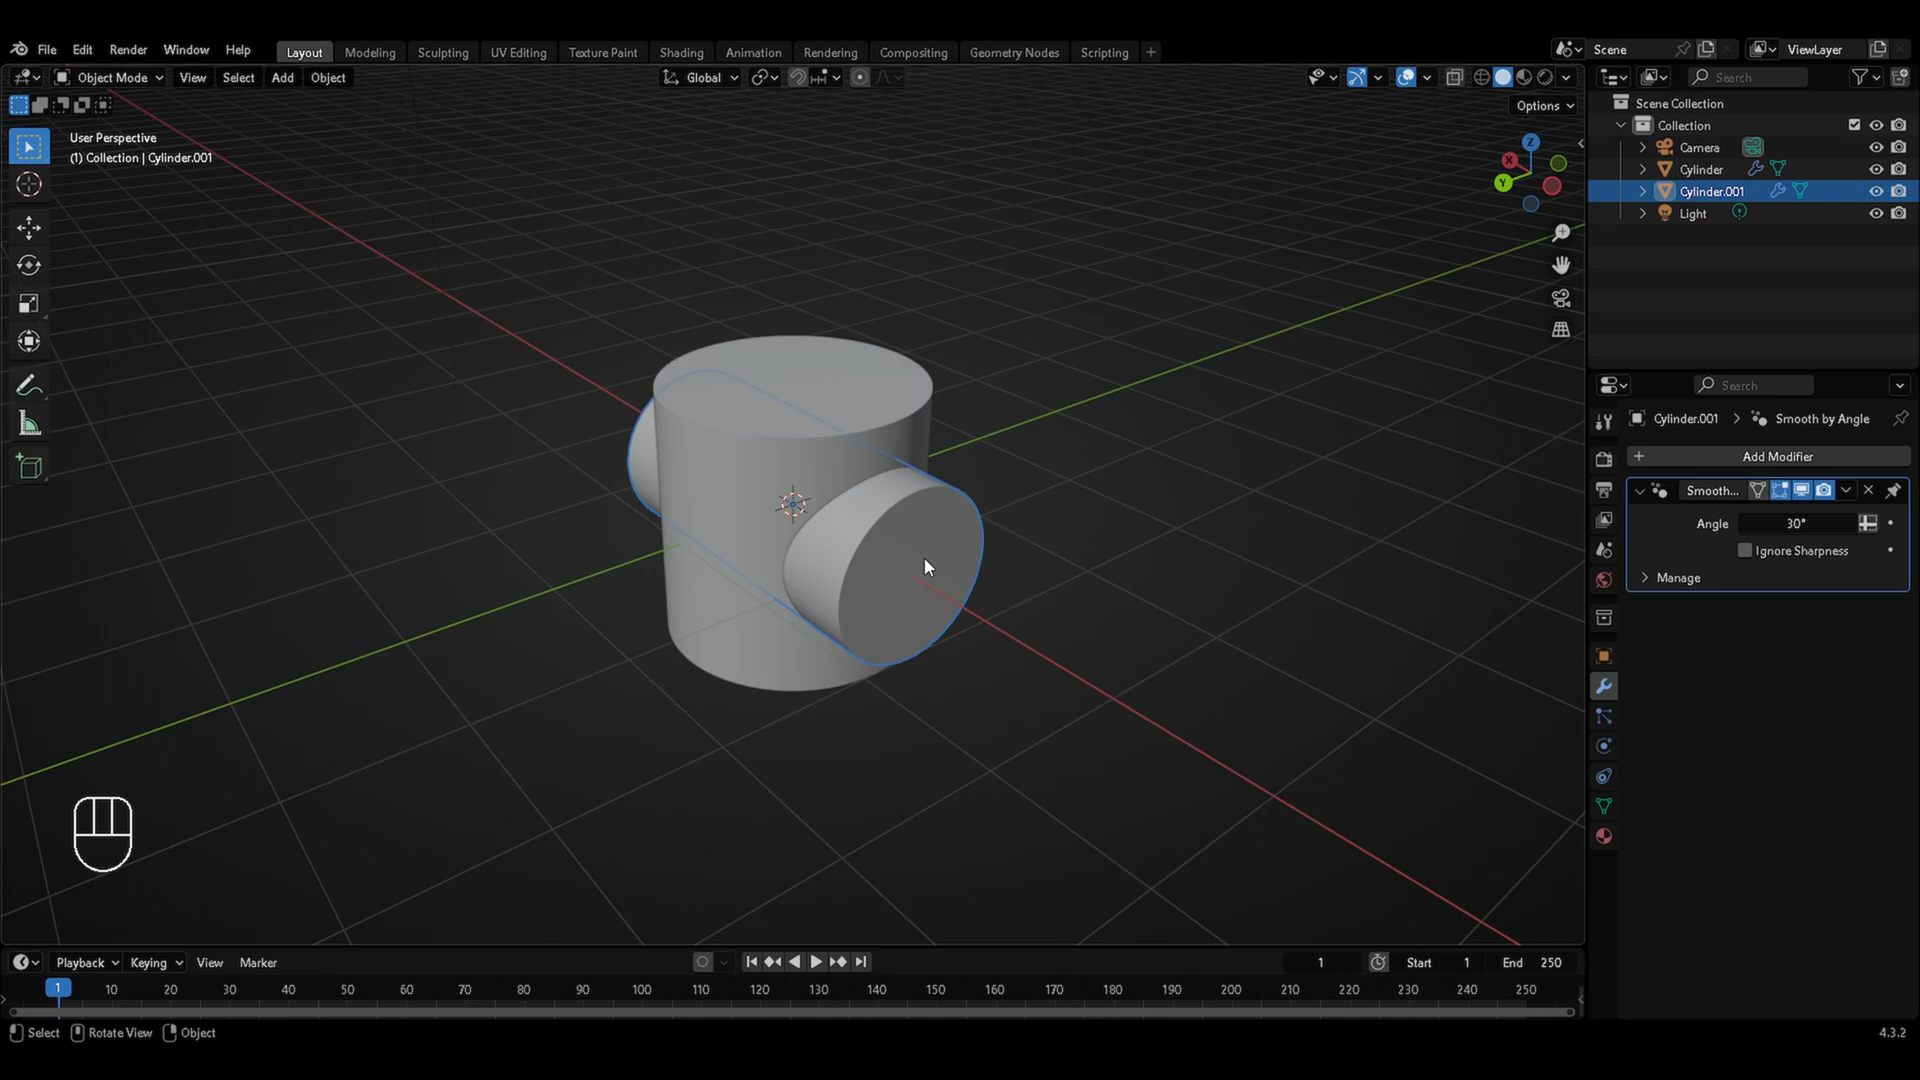 File Edit Render Window Help Layout Modeling Sculpting UV Editing Texture Paint Shading Animation Rendering Compositing Geometry Nodes Scripting + Scene ViewLayer
Object Mode View Select Add Object Global Search
Options
User Perspective
(1) Collection | Cylinder.001
X
Y
Z
Scene Collection
Collection
Camera
Cylinder
Cylinder.001
Light
Search
Cylinder.001 > Smooth by Angle
+ Add Modifier
Smooth...
Angle 30°
Ignore Sharpness
Manage
Playback Keying View Marker 1 Start 1 End 250
1 10 20 30 40 50 60 70 80 90 100 110 120 130 140 150 160 170 180 190 200 210 220 230 240 250
Select Rotate View Object 4.3.2